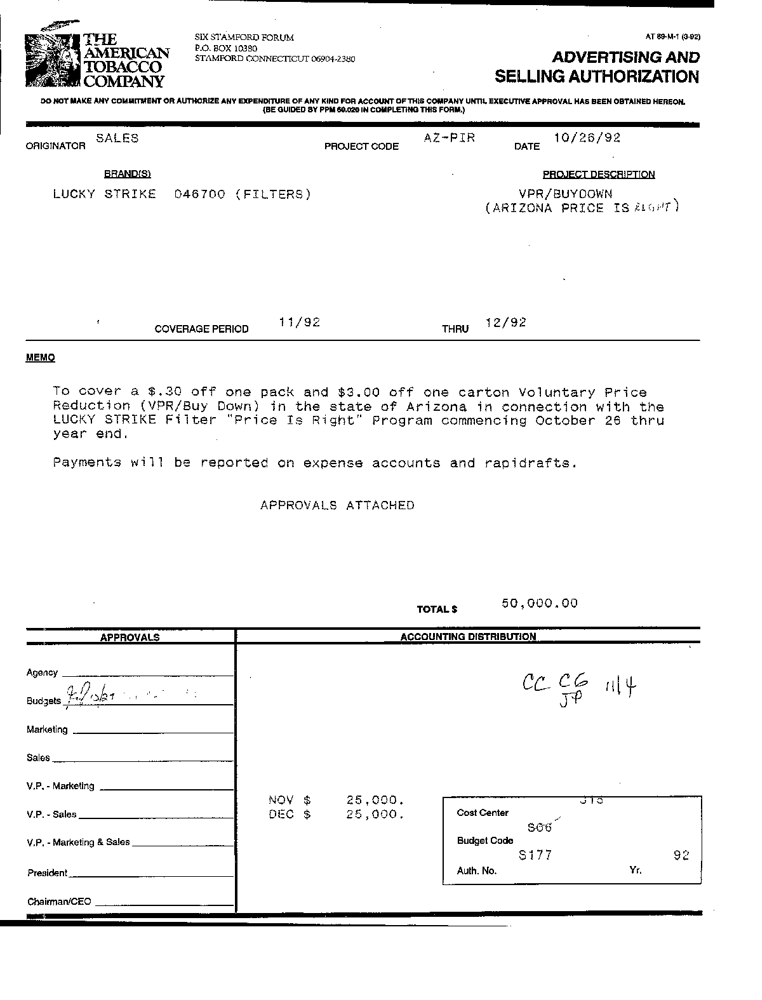 THE
AMERICAN
TOBACCO
COMPANY
SIX STAMFORD FORUM
P.O. BOX 10380
STAMFORD CONNECTICUT 06904-2380
AT 89-M-1 (3-92)
ADVERTISING AND
SELLING AUTHORIZATION
DO NOT MAKE ANY COMMITMENT OR AUTHORIZE ANY EXPENDITURE OF ANY KIND FOR ACCOUNT OF THIS COMPANY UNTIL EXECUTIVE APPROVAL HAS BEEN OBTAINED HEREON.
(BE GUIDED BY PPM 50.020 IN COMPLETING THIS FORM.)
ORIGINATOR SALES PROJECT CODE AZ-PIR DATE 10/26/92
BRAND(S) PROJECT DESCRIPTION
LUCKY STRIKE 046700 (FILTERS) VPR/BUYDOWN
(ARIZONA PRICE IS RIGHT)
COVERAGE PERIOD 11/92 THRU 12/92
MEMO
To cover a $.30 off one pack and $3.00 off one carton Voluntary Price
Reduction (VPR/Buy Down) in the state of Arizona in connection with the
LUCKY STRIKE Filter "Price Is Right" Program commencing October 26 thru
year end.
Payments will be reported on expense accounts and rapidrafts.
APPROVALS ATTACHED
TOTAL $ 50,000.00
APPROVALS ACCOUNTING DISTRIBUTION
Agency
CC CG 11/4
JP
Budgets
Marketing
Sales
V.P. - Marketing
NOV $ 25,000.
DEC $ 25,000.
V.P. - Sales
Cost Center
S06
V.P. - Marketing & Sales
Budget Code
S177 92
President
Auth. No. Yr.
Chairman/CEO